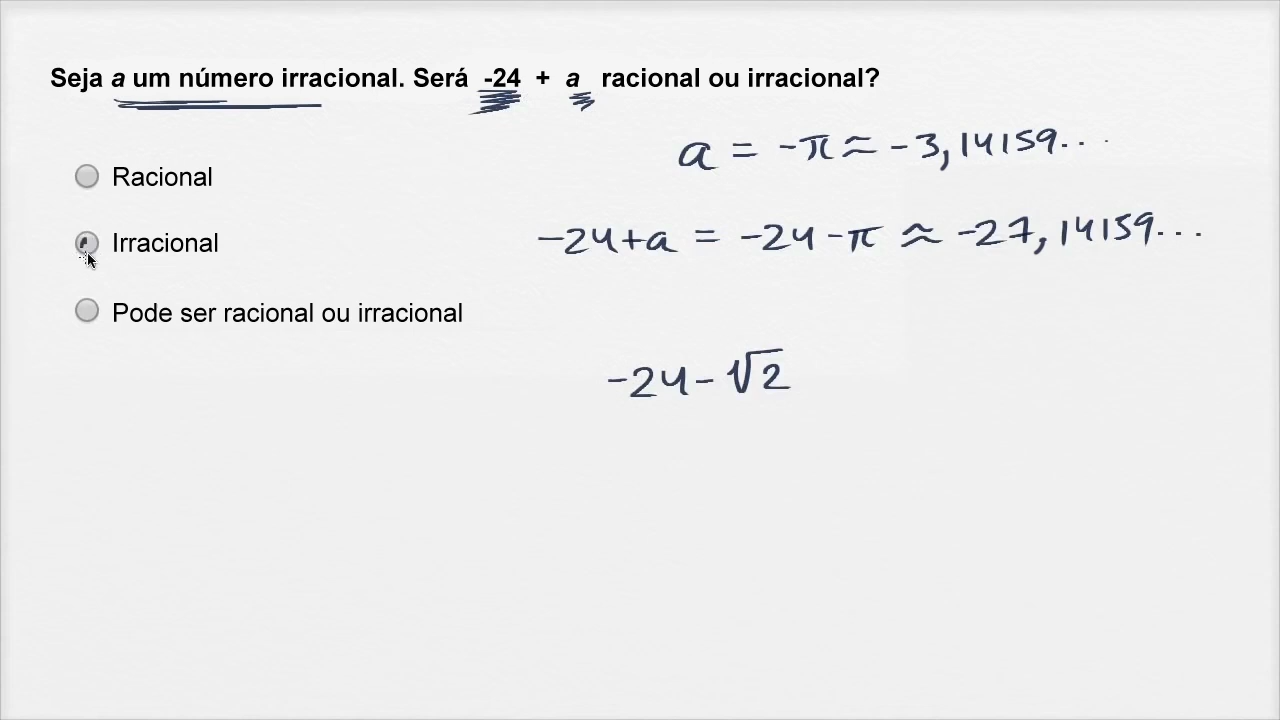 Seja a um número irracional. Será -24 + a racional ou irracional?
a = -π ≈ -3,14159...
Racional
Irracional
-24+a = -24-π ≈ -27,14159...
Pode ser racional ou irracional
-24-√2